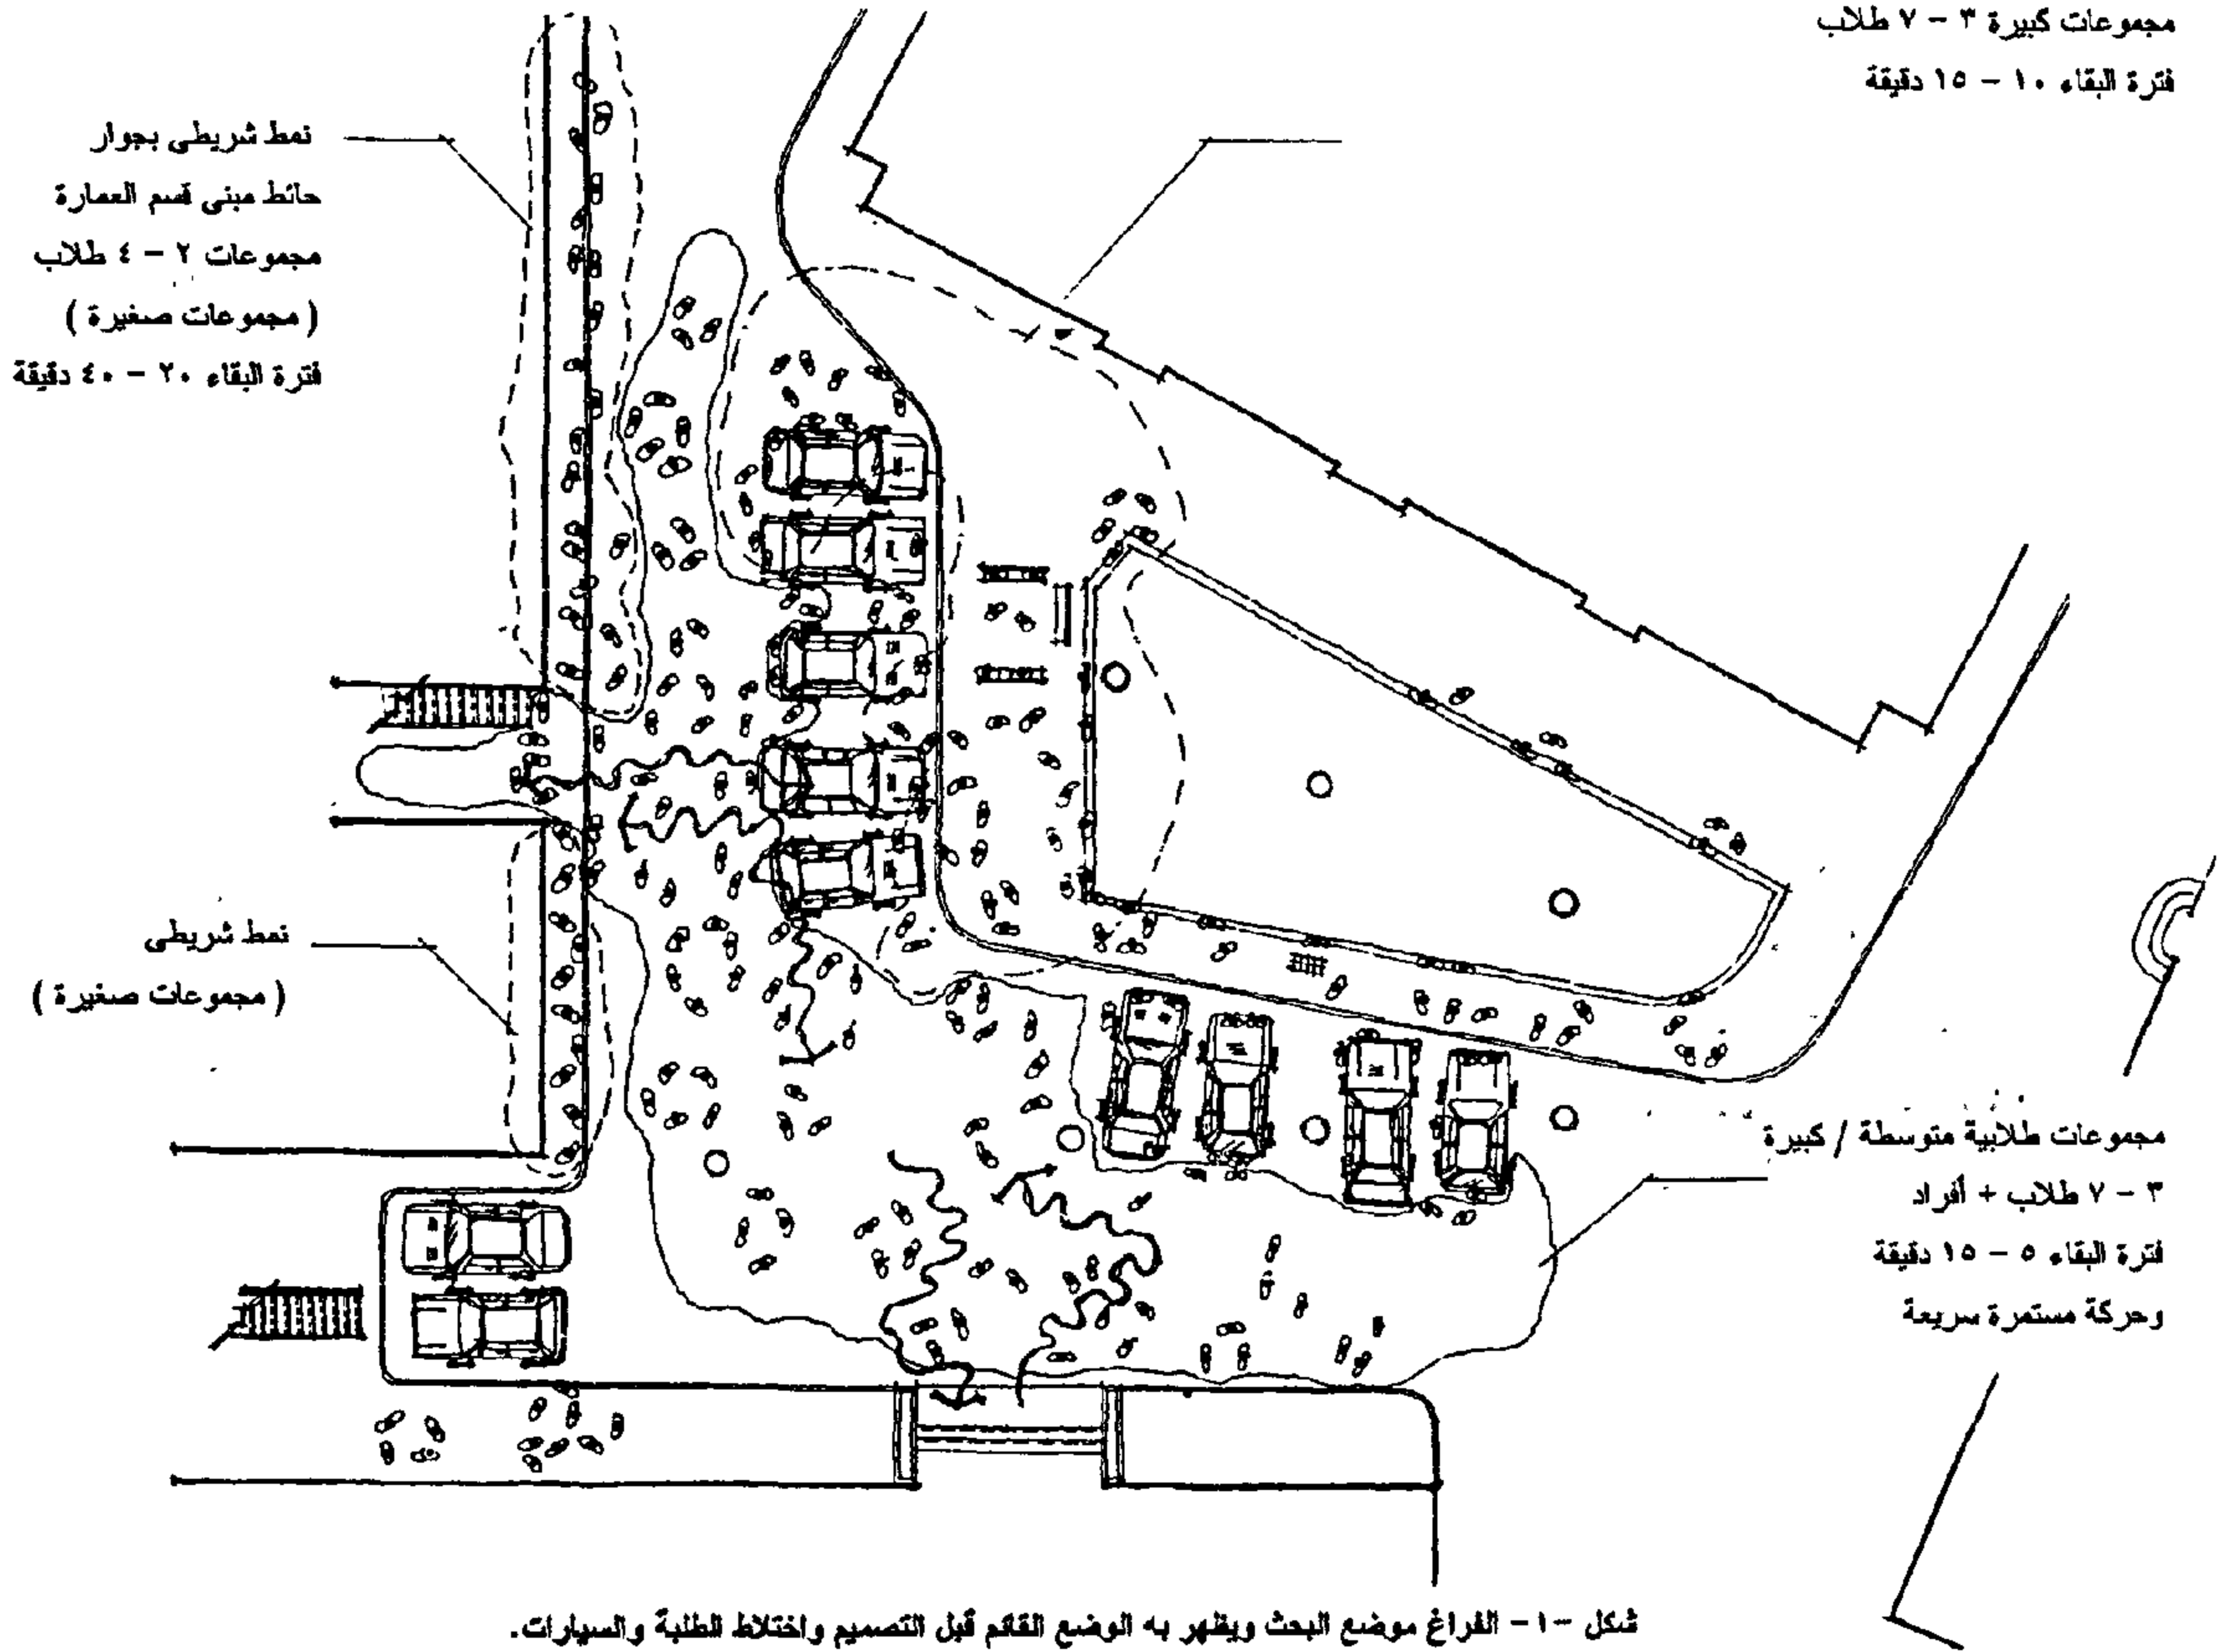 مجموعات كبيرة ٣ - ٧ طلاب
فترة البقاء ١٠ - ١٥ دقيقة
نمط شريطى بجوار
حائط مبنى قسم العمارة
مجموعات ٢ - ٤ طلاب
( مجموعات صغيرة )
فترة البقاء ٢٠ - ٤٠ دقيقة
نمط شريطى
( مجموعات صغيرة )
مجموعات طلابية متوسطة / كبيرة
٣ - ٧ طلاب + أفراد
فترة البقاء ٥ - ١٥ دقيقة
وحركة مستمرة سريعة
شكل -١- الفراغ موضع البحث ويظهر به الوضع القائم قبل التصميم واختلاط الطلبة والسيارات.